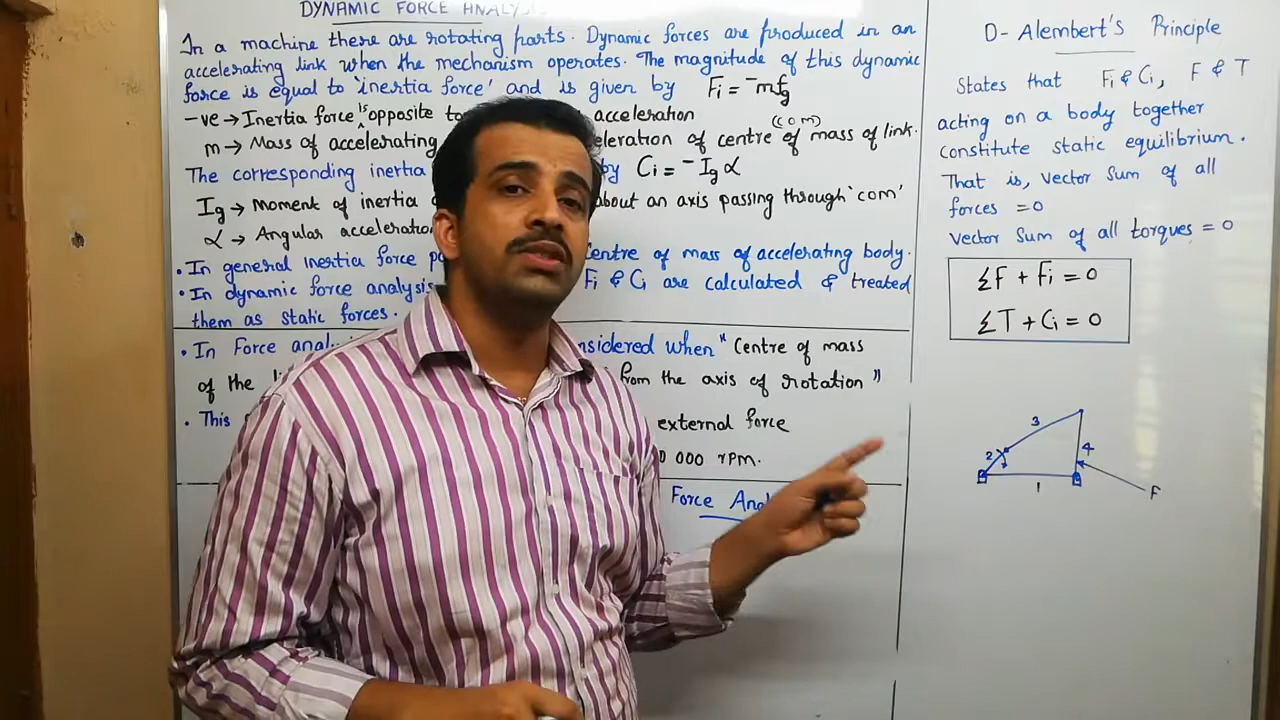 DYNAMIC FORCE ANALYS
In a machine there are rotating parts. Dynamic forces are produced in an
accelerating link when the mechanism operates. The magnitude of this dynamic
force is equal to 'inertia force' and is given by Fi = -mfg
-ve → Inertia force is opposite to acceleration
(COM)
m → Mass of accelerating eleration of centre of mass of link.
The corresponding inertia by Ci = -Ig α
Ig → Moment of inertia about an axis passing through 'com'
α → Angular acceleration
• In general inertia force centre of mass of accelerating body.
• In dynamic force analysis Fi & Ci are calculated & treated
them as static forces.
• In Force anal nsidered when "Centre of mass
of the from the axis of rotation"
• This external force
0 000 rpm.
Force Ana
D- Alembert's Principle
States that Fi & Ci, F & T
acting on a body together
constitute static equilibrium.
That is, vector sum of all
forces = 0
Vector Sum of all torques = 0
ΣF + Fi = 0
ΣT + Ci = 0
3
2
4
1
F